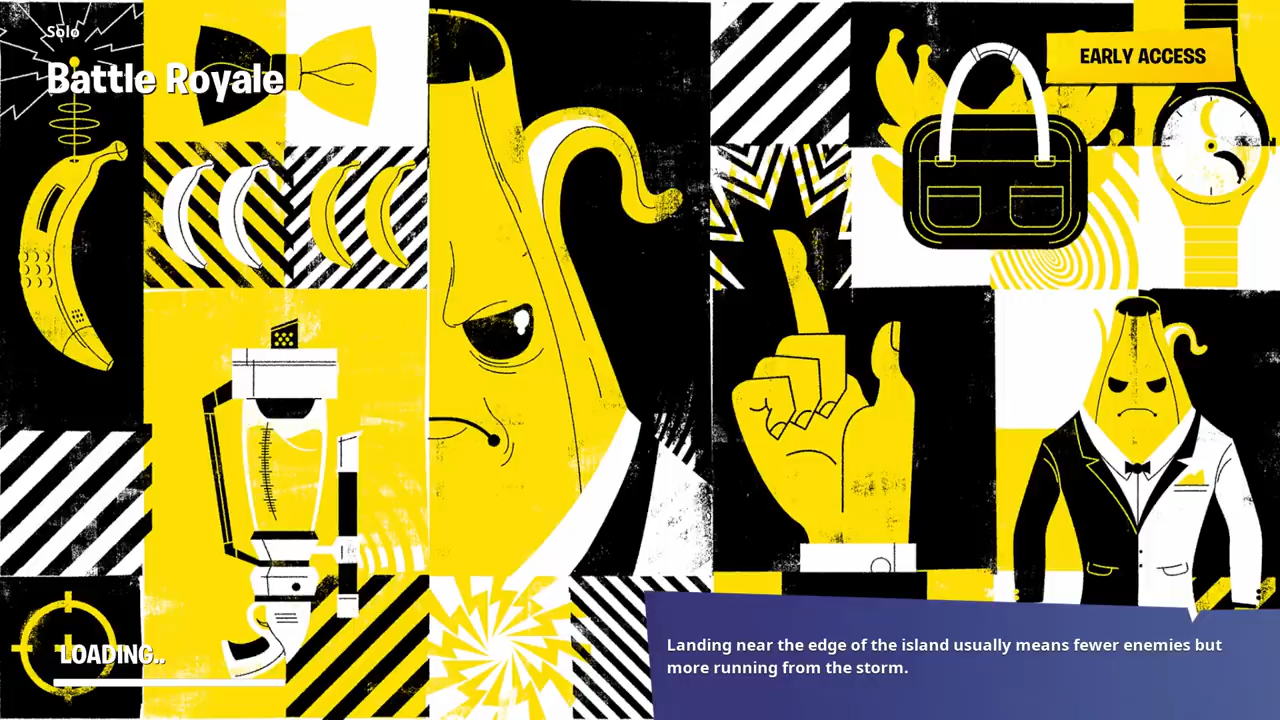 Solo
Battle Royale
EARLY ACCESS
LOADING..
Landing near the edge of the island usually means fewer enemies but
more running from the storm.